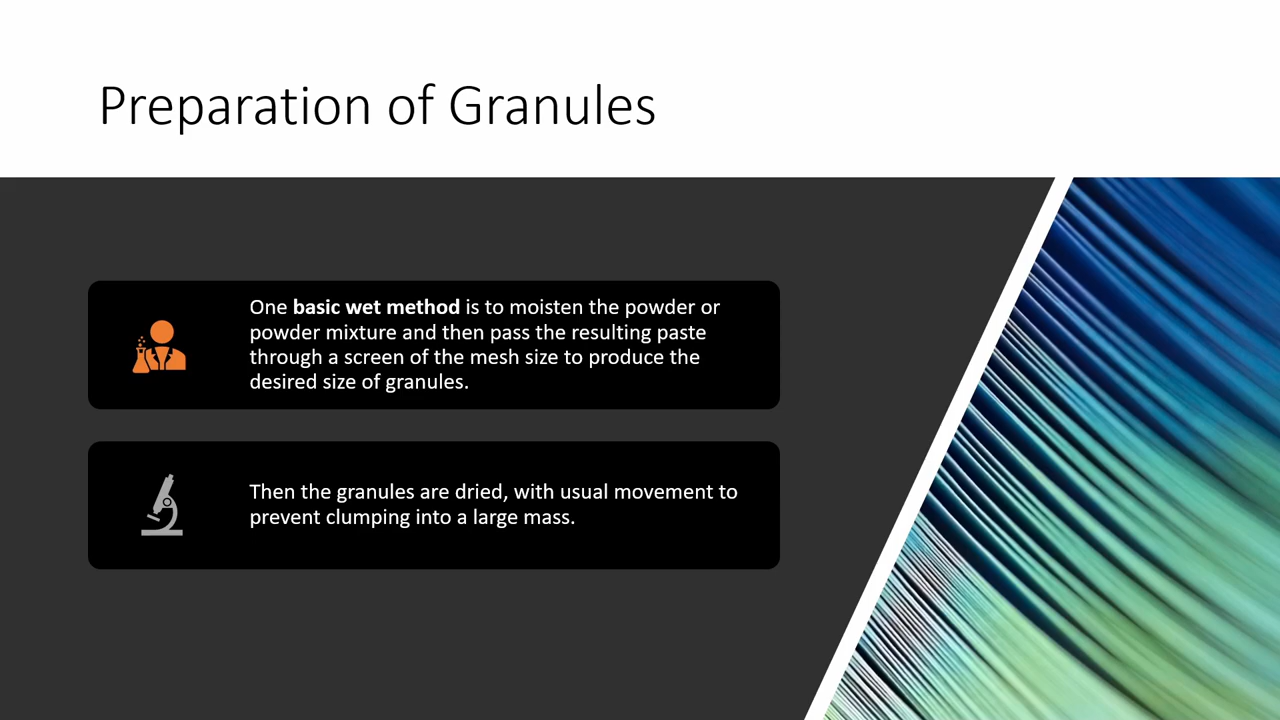 Preparation of Granules
One basic wet method is to moisten the powder or
powder mixture and then pass the resulting paste
through a screen of the mesh size to produce the
desired size of granules.
Then the granules are dried, with usual movement to
prevent clumping into a large mass.